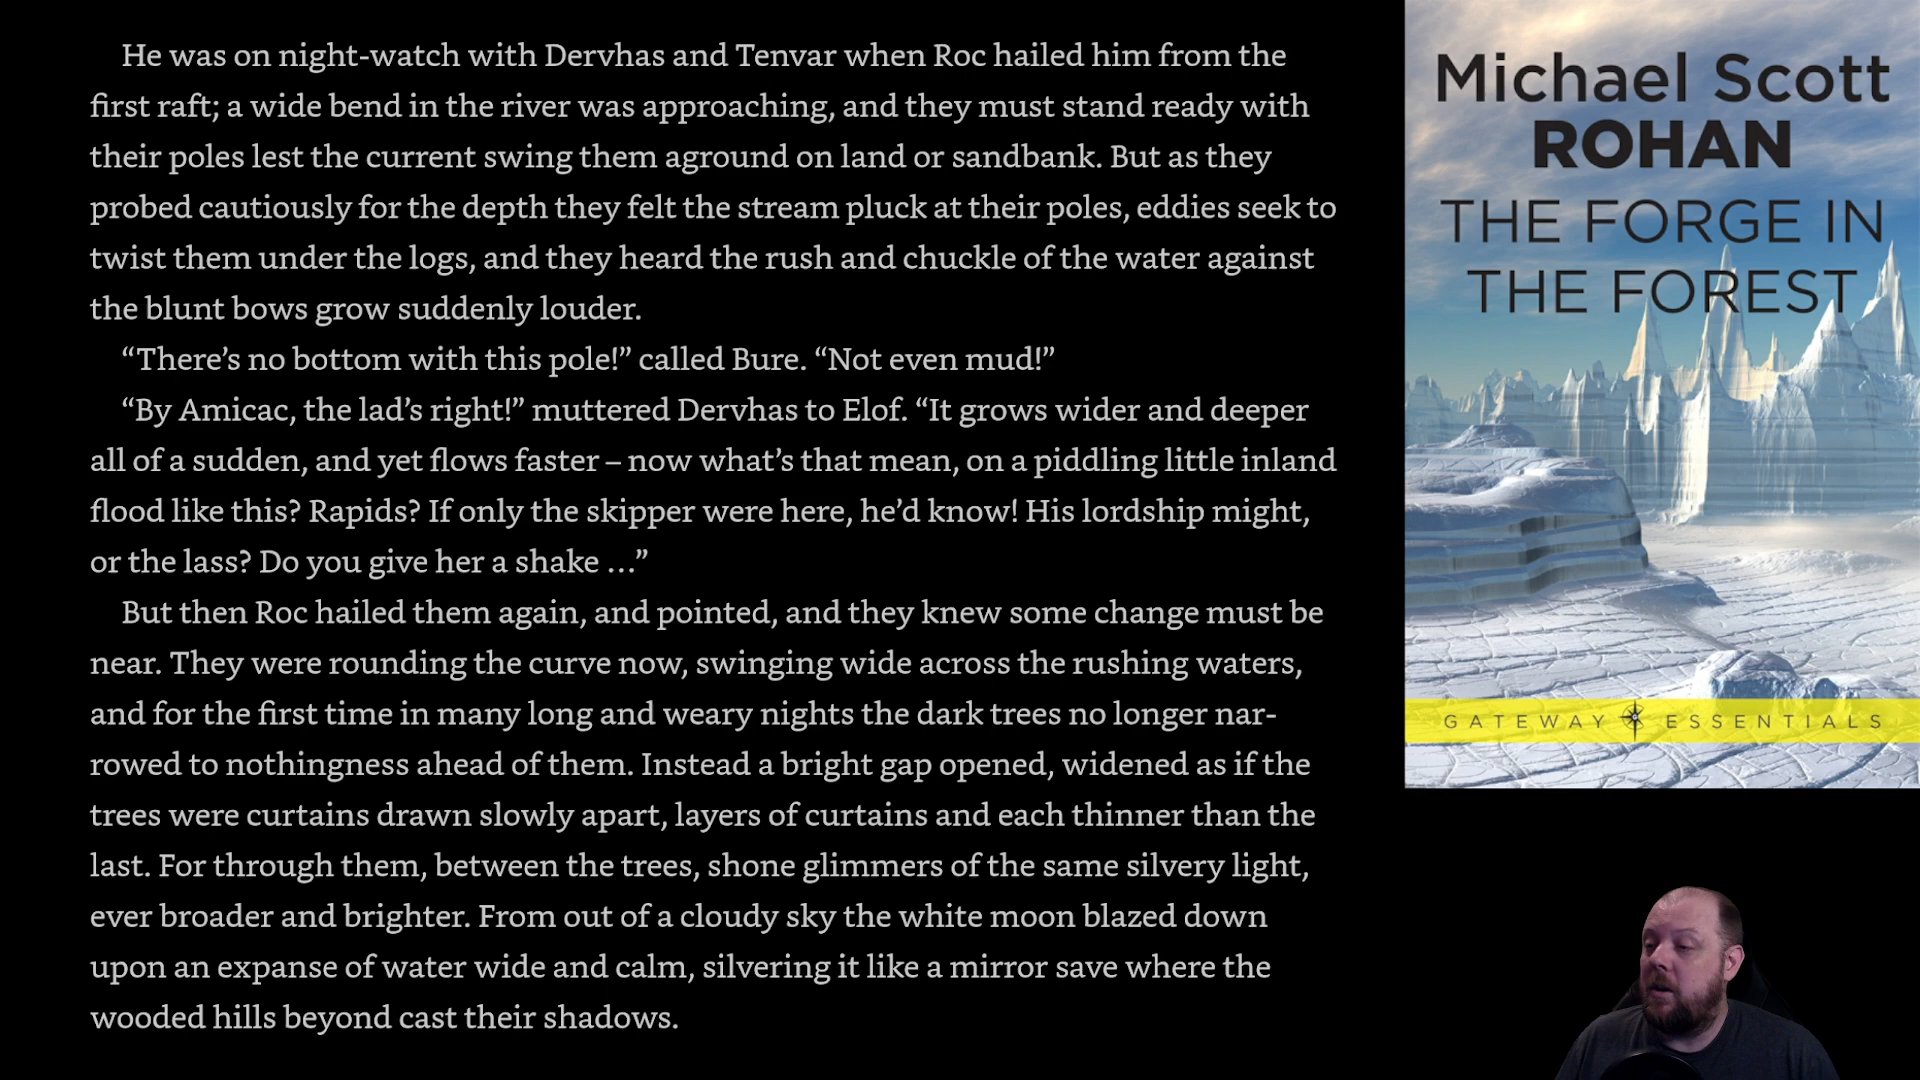 He was on night-watch with Dervhas and Tenvar when Roc hailed him from the
first raft; a wide bend in the river was approaching, and they must stand ready with
their poles lest the current swing them aground on land or sandbank. But as they
probed cautiously for the depth they felt the stream pluck at their poles, eddies seek to
twist them under the logs, and they heard the rush and chuckle of the water against
the blunt bows grow suddenly louder.
“There’s no bottom with this pole!” called Bure. “Not even mud!”
“By Amicac, the lad’s right!” muttered Dervhas to Elof. “It grows wider and deeper
all of a sudden, and yet flows faster – now what’s that mean, on a piddling little inland
flood like this? Rapids? If only the skipper were here, he’d know! His lordship might,
or the lass? Do you give her a shake …”
But then Roc hailed them again, and pointed, and they knew some change must be
near. They were rounding the curve now, swinging wide across the rushing waters,
and for the first time in many long and weary nights the dark trees no longer nar-
rowed to nothingness ahead of them. Instead a bright gap opened, widened as if the
trees were curtains drawn slowly apart, layers of curtains and each thinner than the
last. For through them, between the trees, shone glimmers of the same silvery light,
ever broader and brighter. From out of a cloudy sky the white moon blazed down
upon an expanse of water wide and calm, silvering it like a mirror save where the
wooded hills beyond cast their shadows.
Michael Scott
ROHAN
THE FORGE IN
THE FOREST
GATEWAY ESSENTIALS